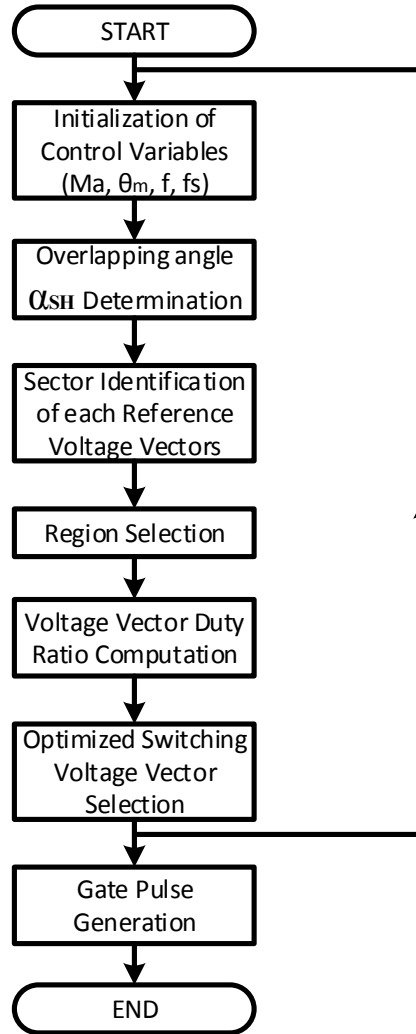 START
Initialization of
Control Variables
(Ma, θm, f, fs)
Overlapping angle
αSH Determination
Sector Identification
of each Reference
Voltage Vectors
Region Selection
Voltage Vector Duty
Ratio Computation
Optimized Switching
Voltage Vector
Selection
Gate Pulse
Generation
END